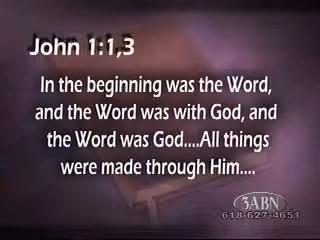 John 1:1,3
In the beginning was the Word,
and the Word was with God, and
the Word was God....All things
were made through Him....
3ABN
618-627-4651